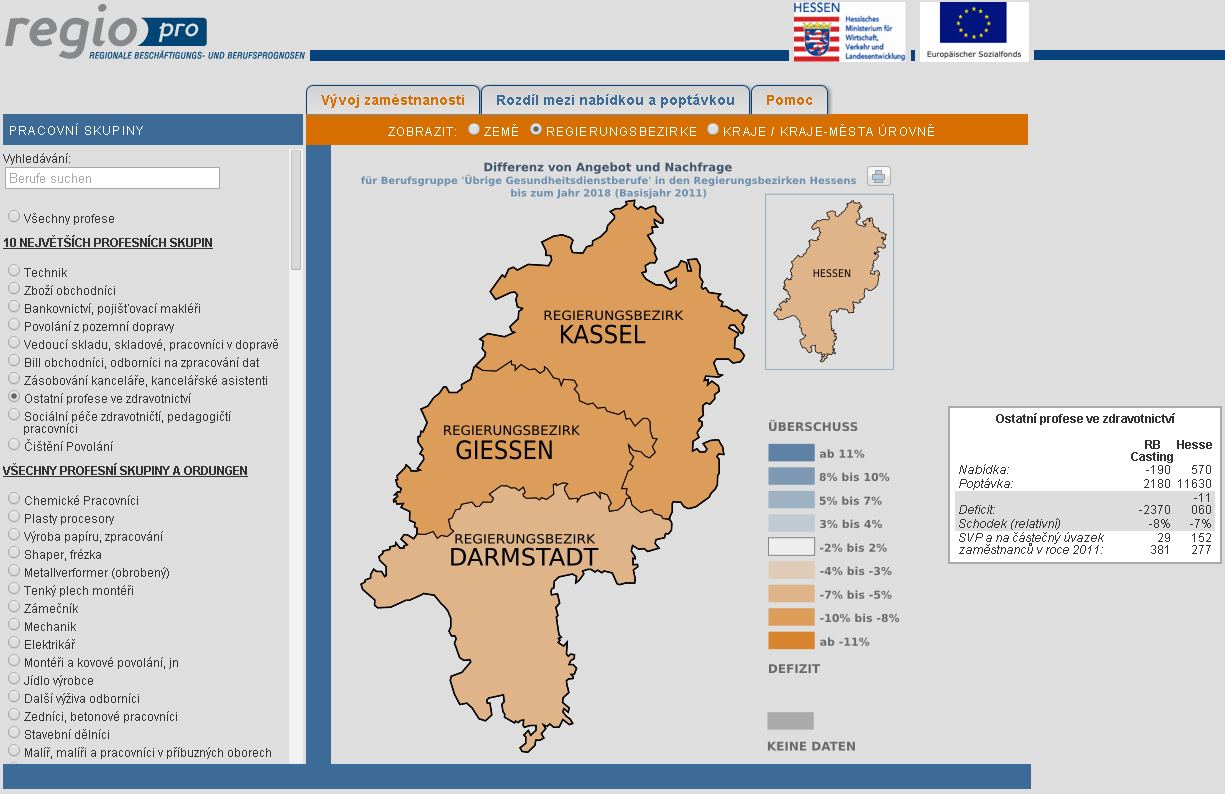 regio pro
REGIONALE BESCHÄFTIGUNGS- UND BERUFSPROGNOSEN
HESSEN
Hessisches
Ministerium für
Wirtschaft,
Verkehr und
Landesentwicklung
Europäischer Sozialfonds
Vývoj zaměstnanosti
Rozdíl mezi nabídkou a poptávkou
Pomoc
PRACOVNÍ SKUPINY
ZOBRAZIT: ZEMĚ REGIERUNGSBEZIRKE KRAJE / KRAJE-MĚSTA ÚROVNĚ
Vyhledávání:
Berufe suchen
Všechny profese
10 NEJVĚTŠÍCH PROFESNÍCH SKUPIN
Technik
Zboží obchodníci
Bankovnictví, pojišťovací makléři
Povolání z pozemní dopravy
Vedoucí skladu, skladové, pracovníci v dopravě
Bill obchodníci, odborníci na zpracování dat
Zásobování kanceláře, kancelářské asistenti
Ostatní profese ve zdravotnictví
Sociální péče zdravotničtí, pedagogičtí
pracovníci
Čištění Povolání
VŠECHNY PROFESNÍ SKUPINY A ORDUNGEN
Chemické Pracovníci
Plasty procesory
Výroba papíru, zpracování
Shaper, frézka
Metallverformer (obrobený)
Tenký plech montéři
Zámečník
Mechanik
Elektrikář
Montéři a kovové povolání, jn
Jídlo výrobce
Další výživa odborníci
Zedníci, betonové pracovníci
Stavební dělníci
Malíř, malíři a pracovníci v příbuzných oborech
Differenz von Angebot und Nachfrage
für Berufsgruppe 'Übrige Gesundheitsdienstberufe' in den Regierungsbezirken Hessens
bis zum Jahr 2018 (Basisjahr 2011)
HESSEN
REGIERUNGSBEZIRK
KASSEL
REGIERUNGSBEZIRK
GIESSEN
REGIERUNGSBEZIRK
DARMSTADT
ÜBERSCHUSS
ab 11%
8% bis 10%
5% bis 7%
3% bis 4%
-2% bis 2%
-4% bis -3%
-7% bis -5%
-10% bis -8%
ab -11%
DEFIZIT
KEINE DATEN
Ostatní profese ve zdravotnictví
RB Hesse
Casting
Nabídka: -190 570
Poptávka: 2180 11630
-11
Deficit: -2370 060
Schodek (relativní) -8% -7%
SVP a na částečný úvazek 29 152
zaměstnanců v roce 2011: 381 277